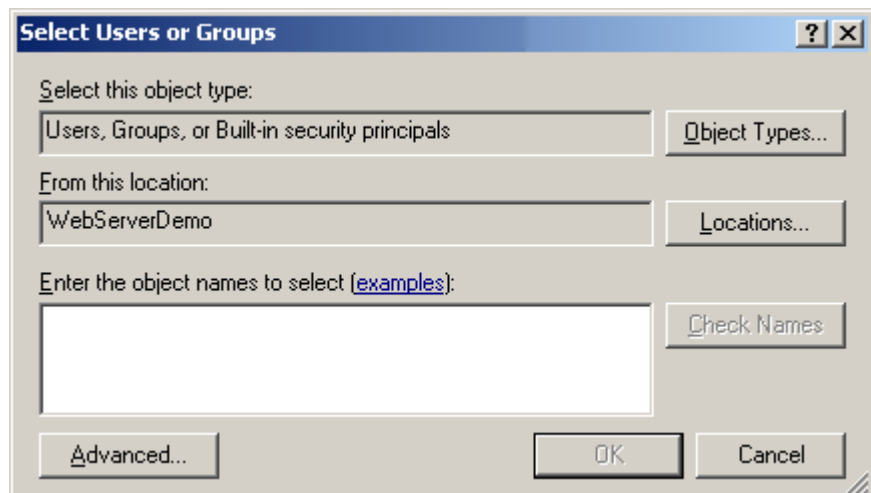 Select Users or Groups
Select this object type:
Users, Groups, or Built-in security principals
Object Types...
From this location:
WebServerDemo
Locations...
Enter the object names to select (examples):
Check Names
Advanced...
OK
Cancel